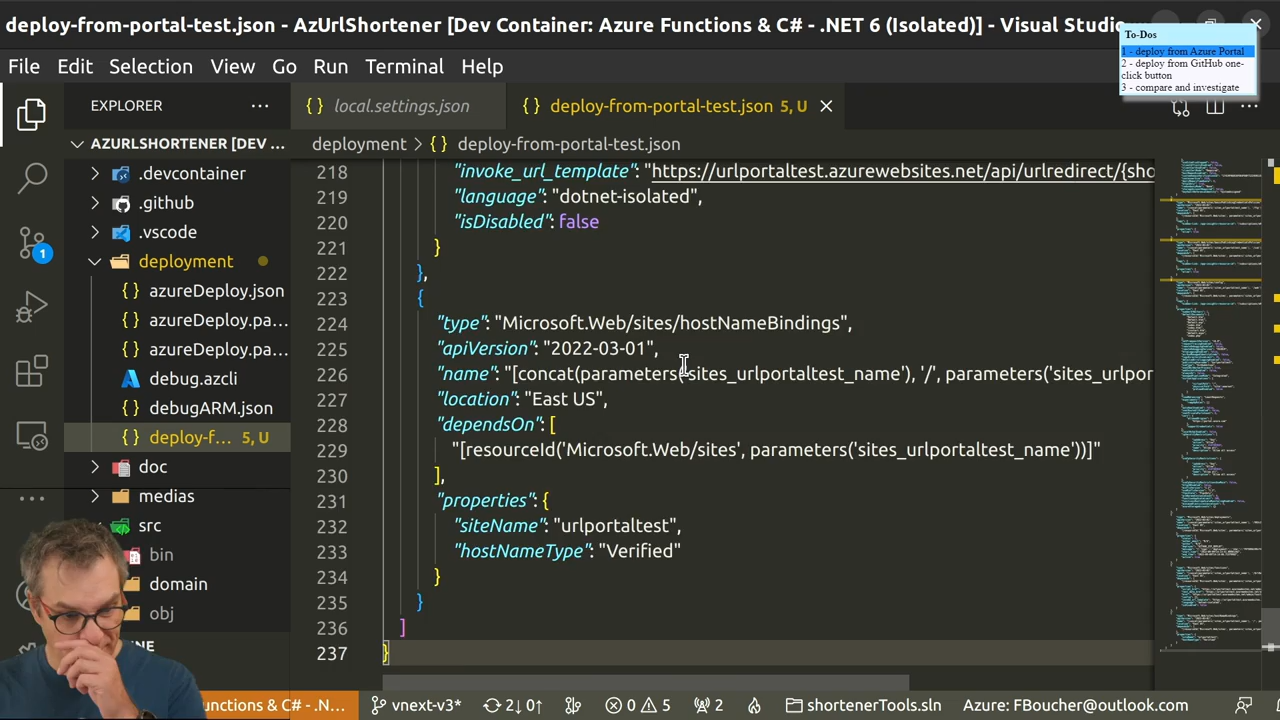 deploy-from-portal-test.json - AzUrlShortener [Dev Container: Azure Functions & C# - .NET 6 (Isolated)] - Visual Studio
To-Dos
1 - deploy from Azure Portal
2 - deploy from GitHub one-
click button
3 - compare and investigate
File Edit Selection View Go Run Terminal Help
EXPLORER
local.settings.json
deploy-from-portal-test.json 5, U
AZURLSHORTENER [DEV ...
deployment > {} deploy-from-portal-test.json
.devcontainer
.github
.vscode
deployment
{} azureDeploy.json
{} azureDeploy.pa...
{} azureDeploy.pa...
debug.azcli
{} debugARM.json
{} deploy-f... 5, U
doc
medias
src
bin
domain
obj
1
218 "invoke_url_template": "https://urlportaltest.azurewebsites.net/api/urlredirect/{sho
219 "language": "dotnet-isolated",
220 "isDisabled": false
221 }
222 },
223 {
224 "type": "Microsoft.Web/sites/hostNameBindings",
225 "apiVersion": "2022-03-01",
226 "name": "[concat(parameters('sites_urlportaltest_name'), '/', parameters('sites_urlpor
227 "location": "East US",
228 "dependsOn": [
229 "[resourceId('Microsoft.Web/sites', parameters('sites_urlportaltest_name'))]"
230 ],
231 "properties": {
232 "siteName": "urlportaltest",
233 "hostNameType": "Verified"
234 }
235 }
236 ]
237 }
unctions & C# - .N... vnext-v3* 2↓ 0↑ 0 5 2 shortenerTools.sln Azure: FBoucher@outlook.com